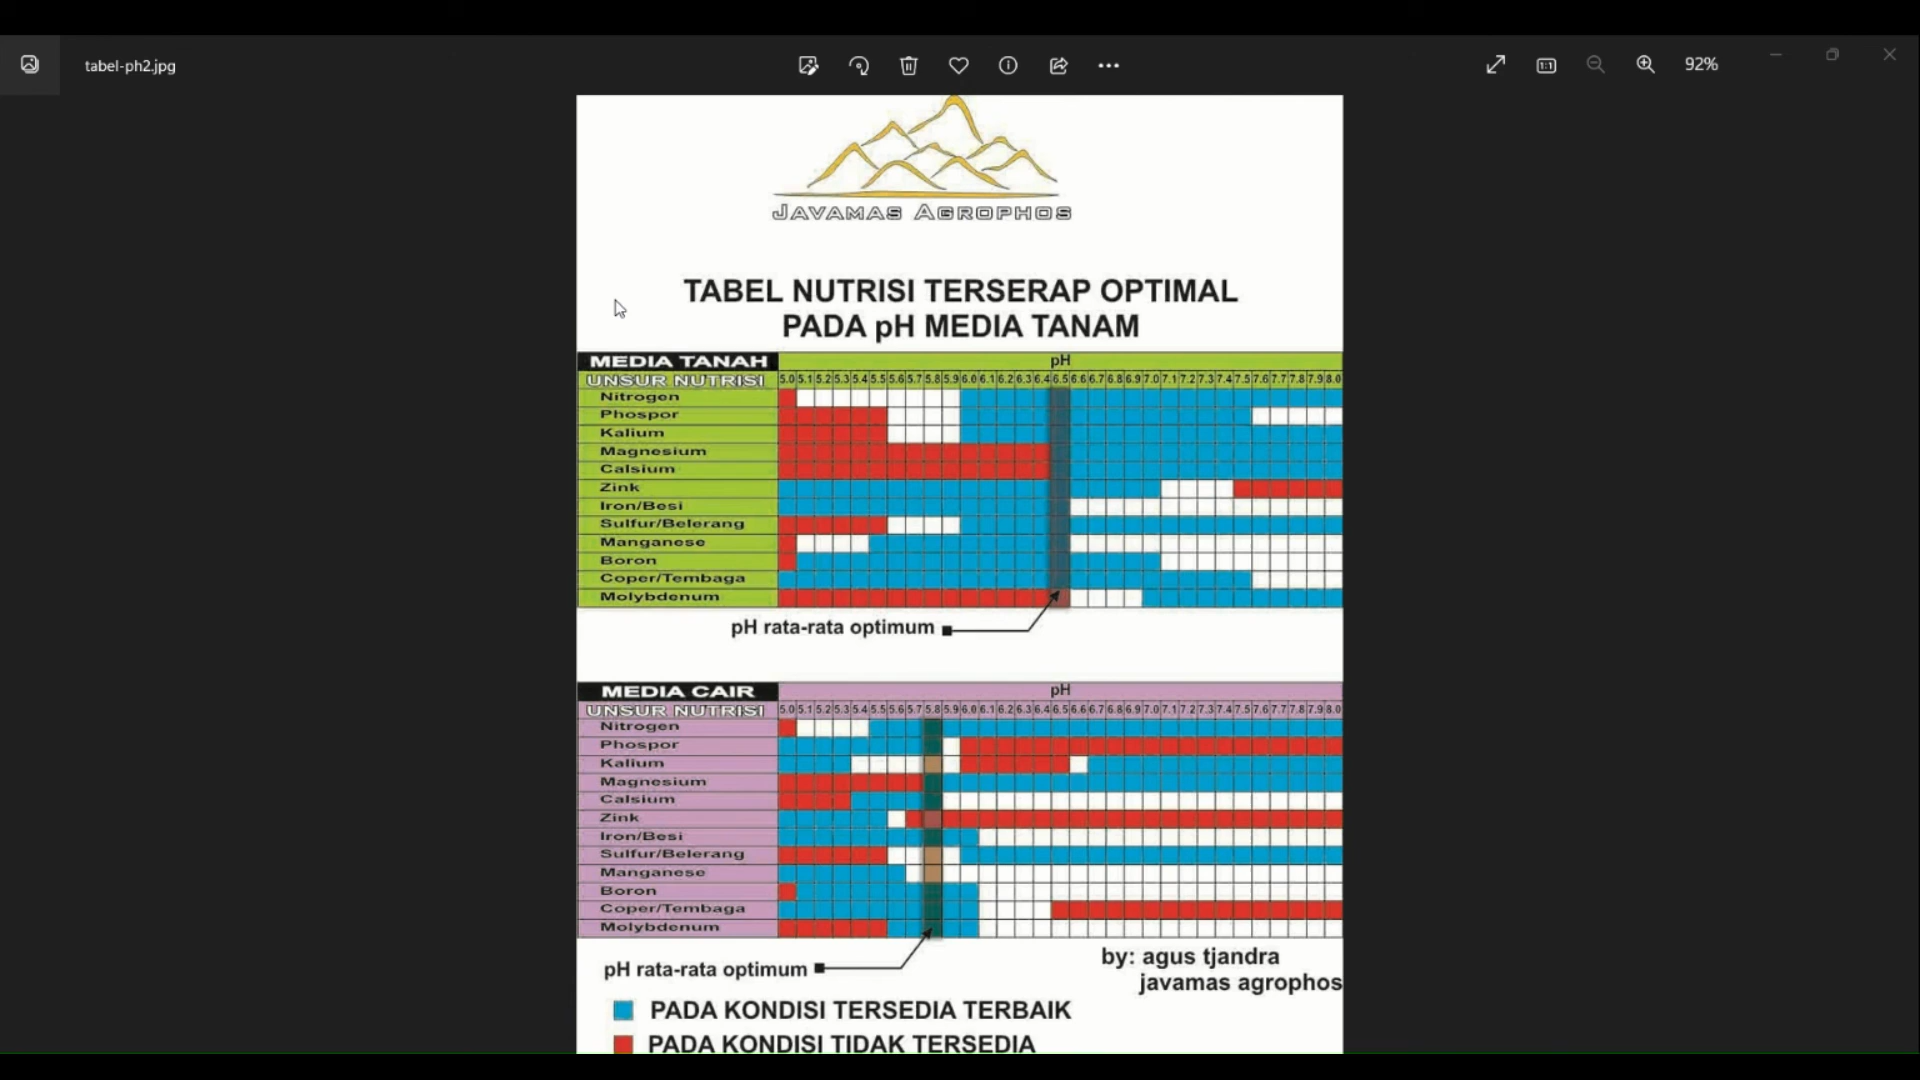 tabel-ph2.jpg
92%
JAVAMAS AGROPHOS
TABEL NUTRISI TERSERAP OPTIMAL
PADA pH MEDIA TANAM
MEDIA TANAH pH
UNSUR NUTRISI 5.0 5.1 5.2 5.3 5.4 5.5 5.6 5.7 5.8 5.9 6.0 6.1 6.2 6.3 6.4 6.5 6.6 6.7 6.8 6.9 7.0 7.1 7.2 7.3 7.4 7.5 7.6 7.7 7.8 7.9 8.0
Nitrogen
Phospor
Kalium
Magnesium
Calsium
Zink
Iron/Besi
Sulfur/Belerang
Manganese
Boron
Coper/Tembaga
Molybdenum
pH rata-rata optimum
MEDIA CAIR pH
UNSUR NUTRISI 5.0 5.1 5.2 5.3 5.4 5.5 5.6 5.7 5.8 5.9 6.0 6.1 6.2 6.3 6.4 6.5 6.6 6.7 6.8 6.9 7.0 7.1 7.2 7.3 7.4 7.5 7.6 7.7 7.8 7.9 8.0
Nitrogen
Phospor
Kalium
Magnesium
Calsium
Zink
Iron/Besi
Sulfur/Belerang
Manganese
Boron
Coper/Tembaga
Molybdenum
pH rata-rata optimum
by: agus tjandra
javamas agrophos
PADA KONDISI TERSEDIA TERBAIK
PADA KONDISI TIDAK TERSEDIA